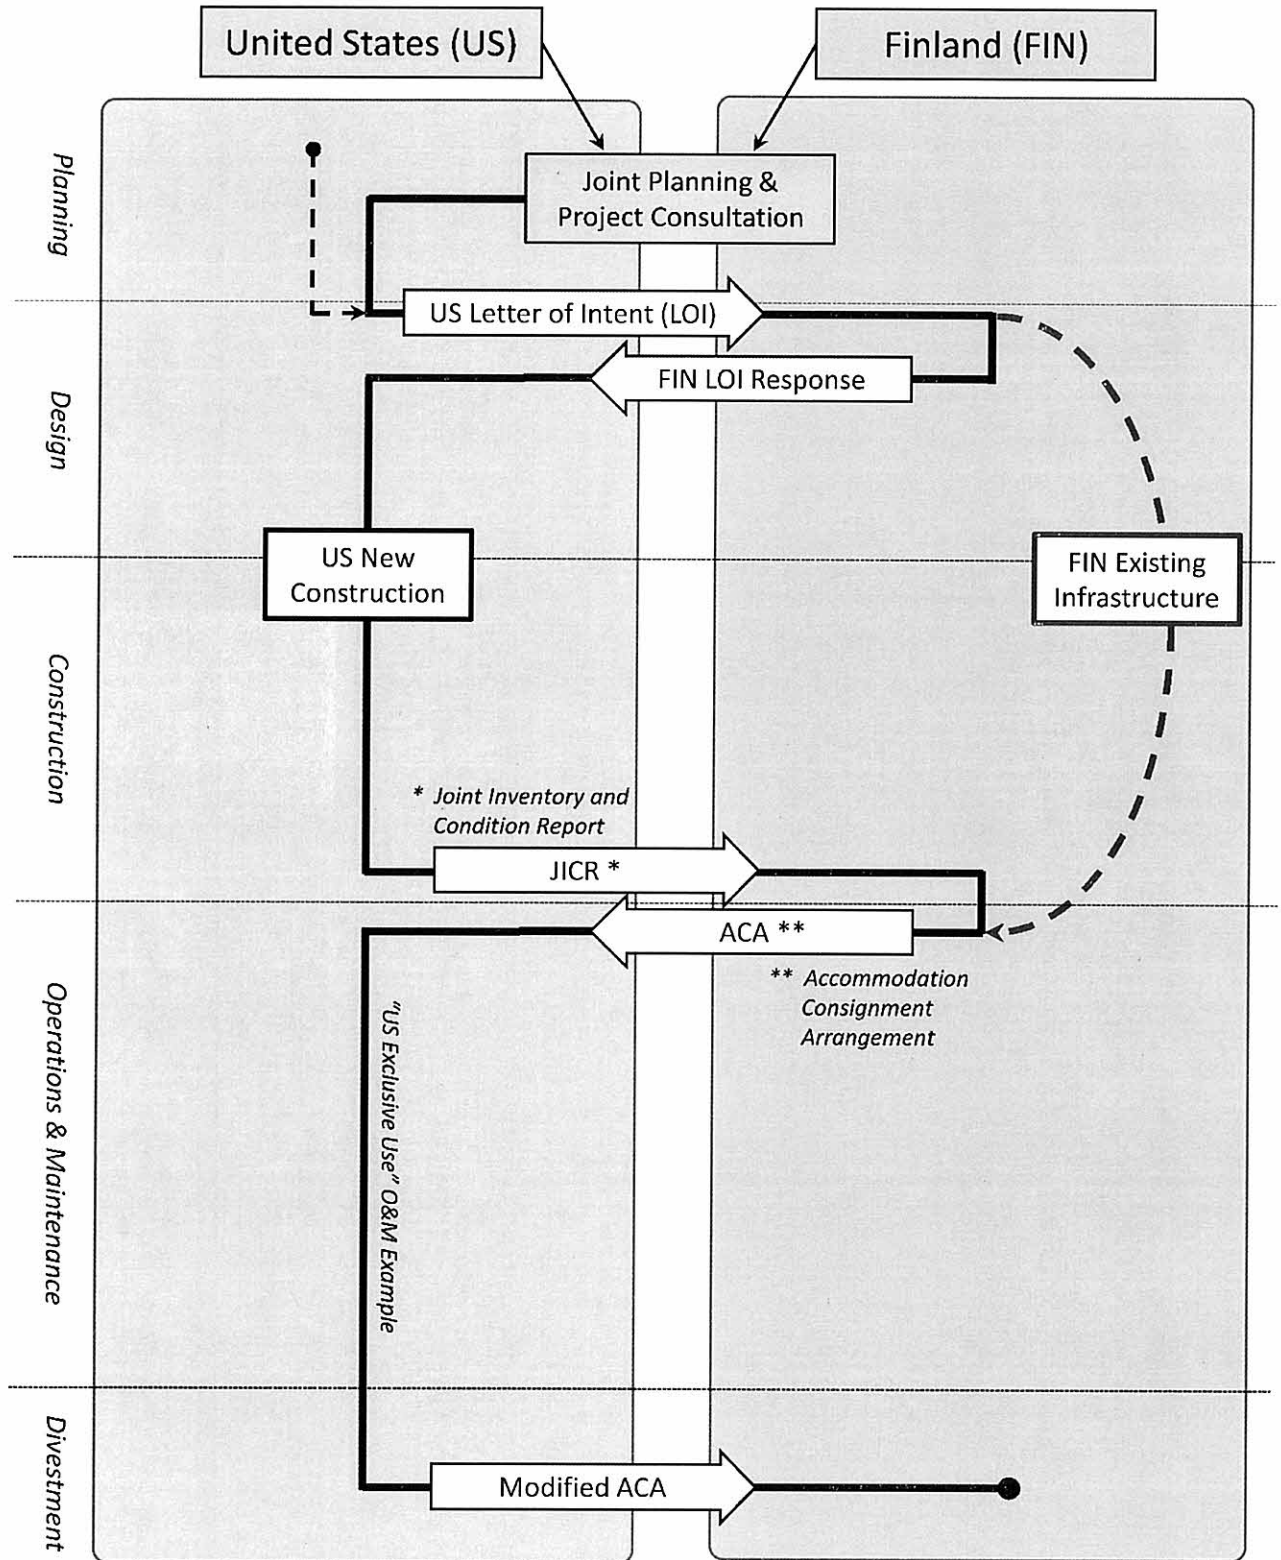 United States (US)
Finland (FIN)
Planning
Joint Planning &
Project Consultation
US Letter of Intent (LOI)
FIN LOI Response
Design
US New
Construction
FIN Existing
Infrastructure
Construction
* Joint Inventory and
Condition Report
JICR *
ACA **
** Accommodation
Consignment
Arrangement
Operations & Maintenance
"US Exclusive Use" O&M Example
Divestment
Modified ACA